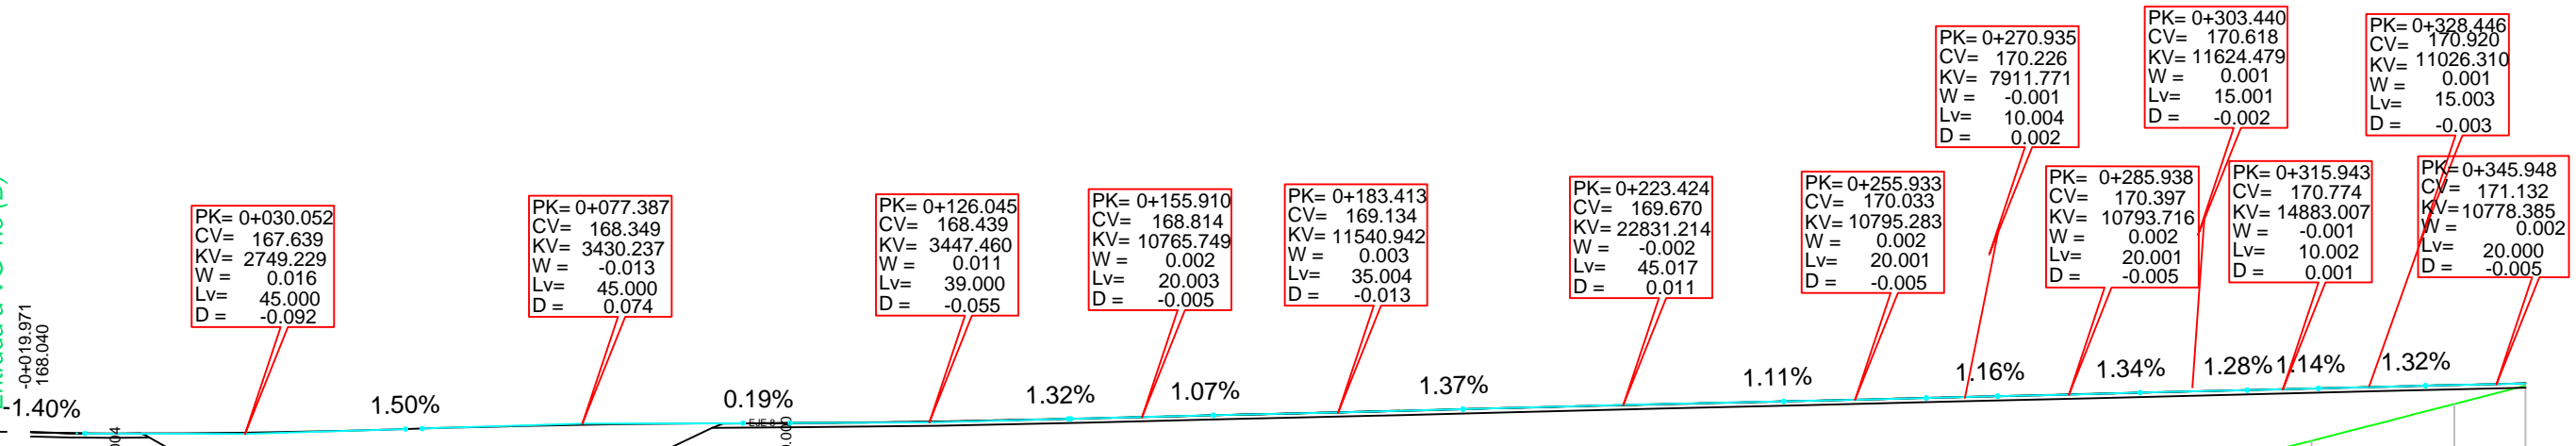 -0+019.971
168.040
-1.40%
PK= 0+030.052
CV= 167.639
KV= 2749.229
W = 0.016
Lv= 45.000
D = -0.092
1.50%
PK= 0+077.387
CV= 168.349
KV= 3430.237
W = -0.013
Lv= 45.000
D = 0.074
0.19%
EJE 8
PK= 0+126.045
CV= 168.439
KV= 3447.460
W = 0.011
Lv= 39.000
D = -0.055
1.32%
PK= 0+155.910
CV= 168.814
KV= 10765.749
W = 0.002
Lv= 20.003
D = -0.005
1.07%
PK= 0+183.413
CV= 169.134
KV= 11540.942
W = 0.003
Lv= 35.004
D = -0.013
1.37%
PK= 0+223.424
CV= 169.670
KV= 22831.214
W = -0.002
Lv= 45.017
D = 0.011
1.11%
PK= 0+255.933
CV= 170.033
KV= 10795.283
W = 0.002
Lv= 20.001
D = -0.005
PK= 0+270.935
CV= 170.226
KV= 7911.771
W = -0.001
Lv= 10.004
D = 0.002
1.16%
PK= 0+285.938
CV= 170.397
KV= 10793.716
W = 0.002
Lv= 20.001
D = -0.005
1.34%
PK= 0+303.440
CV= 170.618
KV= 11624.479
W = 0.001
Lv= 15.001
D = -0.002
1.28%
PK= 0+315.943
CV= 170.774
KV= 14883.007
W = -0.001
Lv= 10.002
D = 0.001
1.14%
PK= 0+328.446
CV= 170.920
KV= 11026.310
W = 0.001
Lv= 15.003
D = -0.003
1.32%
PK= 0+345.948
CV= 171.132
KV= 10778.385
W = 0.002
Lv= 20.000
D = -0.005